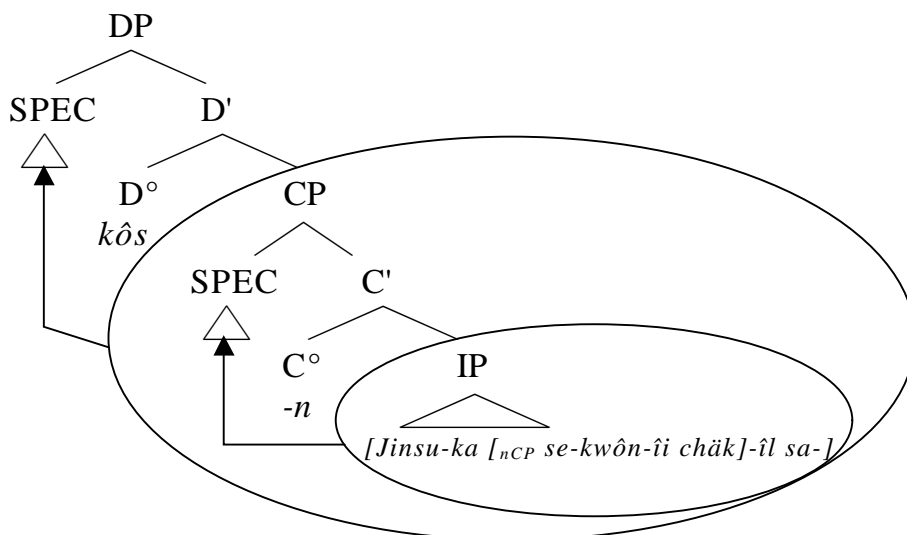 DP
SPEC D'
D° CP
kôs
SPEC C'
C° IP
-n
[Jinsu-ka [nCP se-kwôn-îi chäk]-îl sa-]